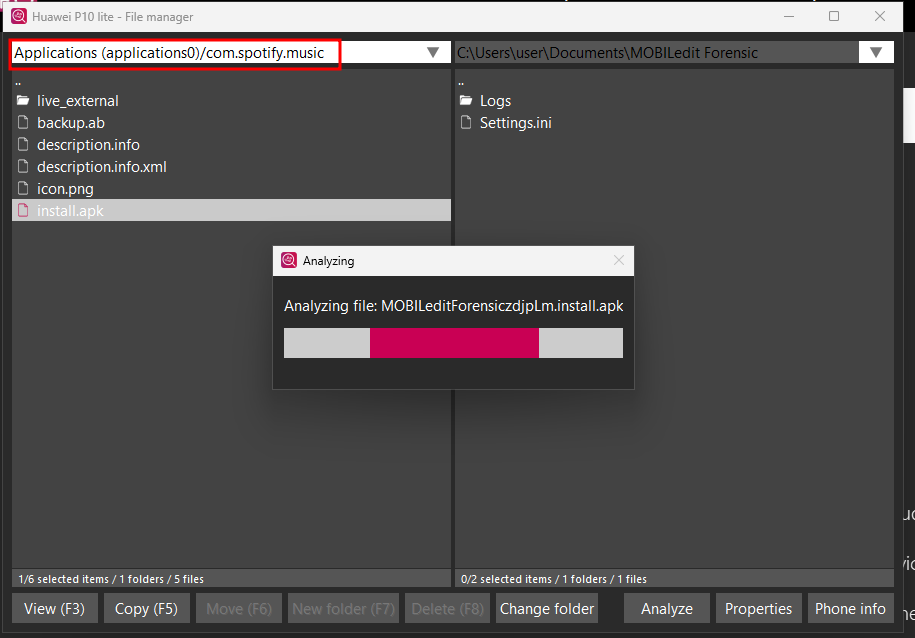 Huawei P10 lite - File manager
Applications (applications0)/com.spotify.music
C:\Users\user\Documents\MOBILedit Forensic
..
live_external
backup.ab
description.info
description.info.xml
icon.png
install.apk
..
Logs
Settings.ini
Analyzing
Analyzing file: MOBILeditForensiczdjpLm.install.apk
1/6 selected items / 1 folders / 5 files
0/2 selected items / 1 folders / 1 files
View (F3)
Copy (F5)
Move (F6)
New folder (F7)
Delete (F8)
Change folder
Analyze
Properties
Phone info